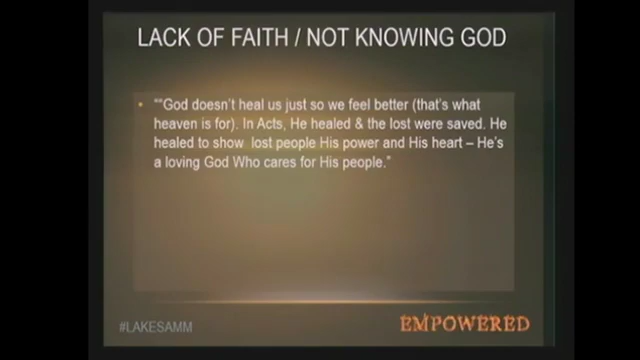 LACK OF FAITH / NOT KNOWING GOD
• ““God doesn’t heal us just so we feel better (that’s what
heaven is for). In Acts, He healed & the lost were saved. He
healed to show lost people His power and His heart – He’s
a loving God Who cares for His people.”
#LAKESAMM
EMPOWERED